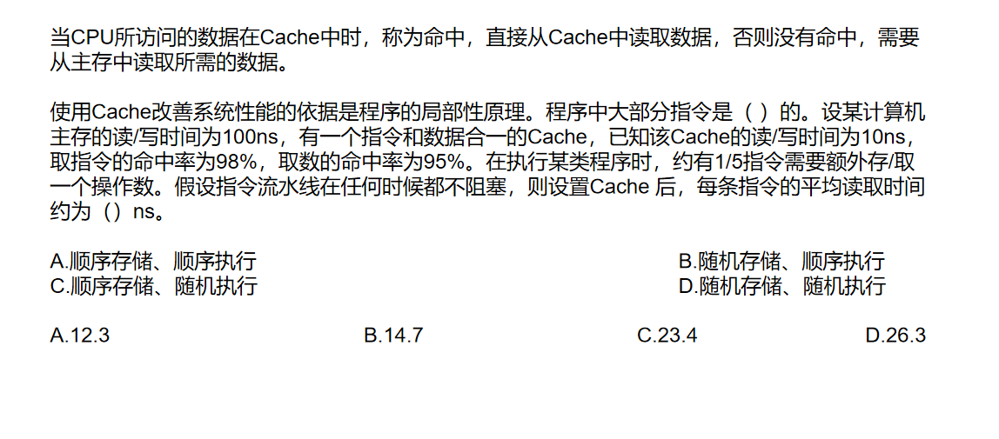 当CPU所访问的数据在Cache中时，称为命中，直接从Cache中读取数据，否则没有命中，需要
从主存中读取所需的数据。
使用Cache改善系统性能的依据是程序的局部性原理。程序中大部分指令是（ ）的。设某计算机
主存的读/写时间为100ns，有一个指令和数据合一的Cache，已知该Cache的读/写时间为10ns，
取指令的命中率为98%，取数的命中率为95%。在执行某类程序时，约有1/5指令需要额外存/取
一个操作数。假设指令流水线在任何时候都不阻塞，则设置Cache 后，每条指令的平均读取时间
约为（）ns。
A.顺序存储、顺序执行 B.随机存储、顺序执行
C.顺序存储、随机执行 D.随机存储、随机执行
A.12.3 B.14.7 C.23.4 D.26.3